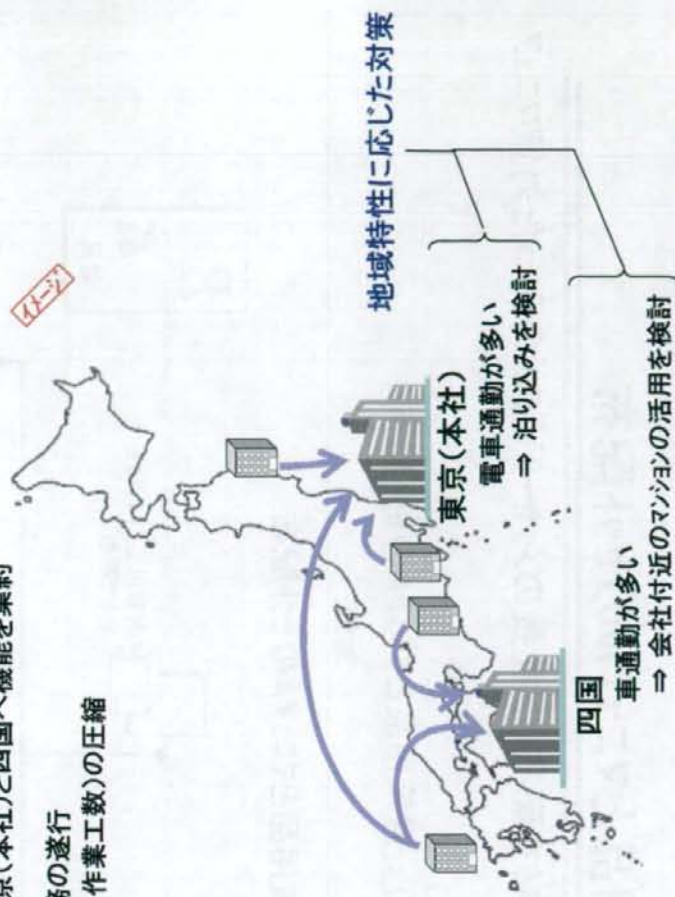 京(本社)と四国へ機能を集約
務の遂行
作業工数)の圧縮
イメージ
地域特性に応じた対策
東京(本社)
電車通勤が多い
⇒ 泊り込みを検討
四国
車通勤が多い
⇒ 会社付近のマンションの活用を検討